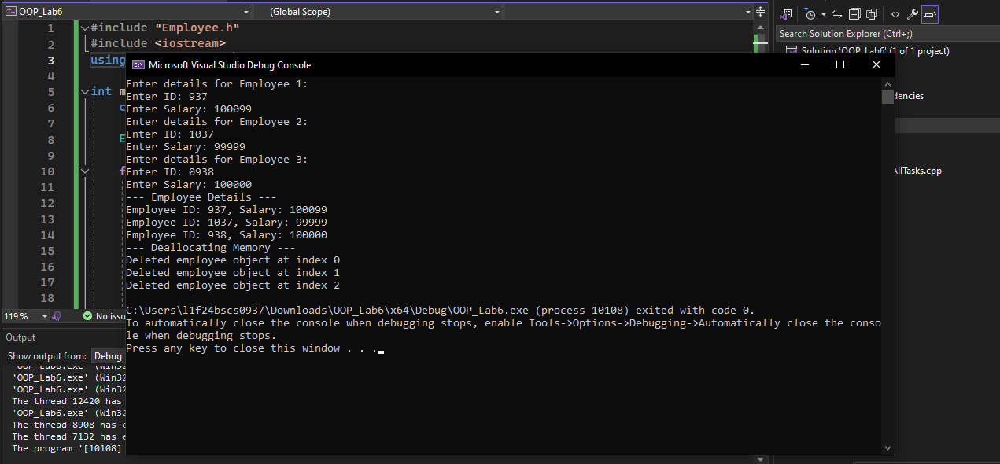 OOP_Lab6
(Global Scope)
1 #include "Employee.h"
2 #include <iostream>
3 using
4
5 int m
6
7
8 E
9
10 f
11
12
13
14
15
16
17
18
119 %
Search Solution Explorer (Ctrl+;)
Solution 'OOP_Lab6' (1 of 1 project)
Microsoft Visual Studio Debug Console
Enter details for Employee 1:
Enter ID: 937
Enter Salary: 100099
Enter details for Employee 2:
Enter ID: 1037
Enter Salary: 99999
Enter details for Employee 3:
Enter ID: 0938
Enter Salary: 100000
--- Employee Details ---
Employee ID: 937, Salary: 100099
Employee ID: 1037, Salary: 99999
Employee ID: 938, Salary: 100000
--- Deallocating Memory ---
Deleted employee object at index 0
Deleted employee object at index 1
Deleted employee object at index 2
C:\Users\l1f24bscs0937\Downloads\OOP_Lab6\x64\Debug\OOP_Lab6.exe (process 10108) exited with code 0.
To automatically close the console when debugging stops, enable Tools->Options->Debugging->Automatically close the conso
le when debugging stops.
Press any key to close this window . . .
dencies
AllTasks.cpp
No issu
Output
Show output from: Debug
'OOP_Lab6.exe' (Win32
'OOP_Lab6.exe' (Win32
'OOP_Lab6.exe' (Win32
The thread 12420 has
'OOP_Lab6.exe' (Win32
The thread 8908 has e
The thread 7132 has e
The program '[10108]